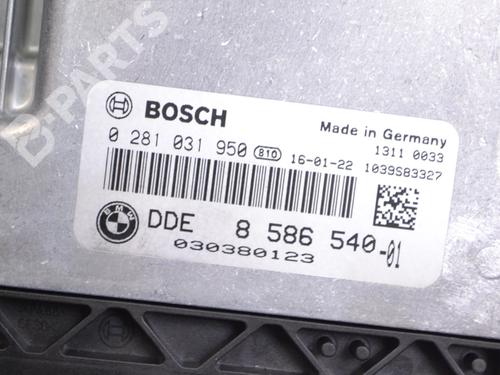 B-PARTS
BOSCH
Made in Germany
0 281 031 950 810 16-01-22
1311 0033
1039S83327
BMW
DDE 8 586 540-01
030380123